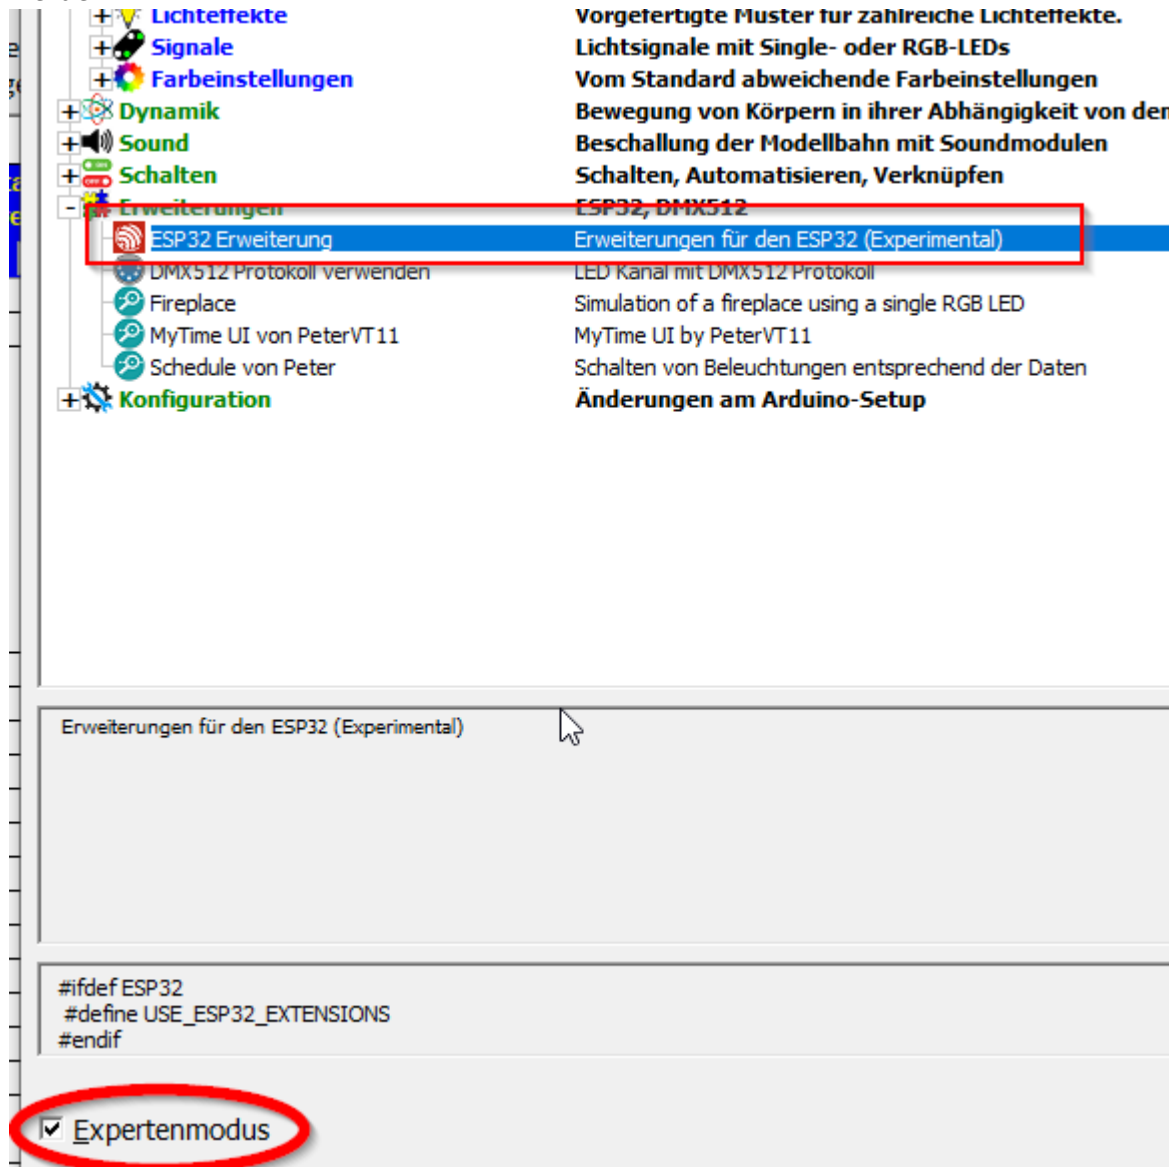 Lichteffekte Vorgefertigte Muster für zahlreiche Lichteffekte.
Signale Lichtsignale mit Single- oder RGB-LEDs
Farbeinstellungen Vom Standard abweichende Farbeinstellungen
Dynamik Bewegung von Körpern in ihrer Abhängigkeit von den
Sound Beschallung der Modellbahn mit Soundmodulen
Schalten Schalten, Automatisieren, Verknüpfen
Erweiterungen ESP32, DMX512
ESP32 Erweiterung Erweiterungen für den ESP32 (Experimental)
DMX512 Protokoll verwenden LED Kanal mit DMX512 Protokoll
Fireplace Simulation of a fireplace using a single RGB LED
MyTime UI von PeterVT11 MyTime UI by PeterVT11
Schedule von Peter Schalten von Beleuchtungen entsprechend der Daten
Konfiguration Änderungen am Arduino-Setup
Erweiterungen für den ESP32 (Experimental)
#ifdef ESP32
#define USE_ESP32_EXTENSIONS
#endif
Expertenmodus